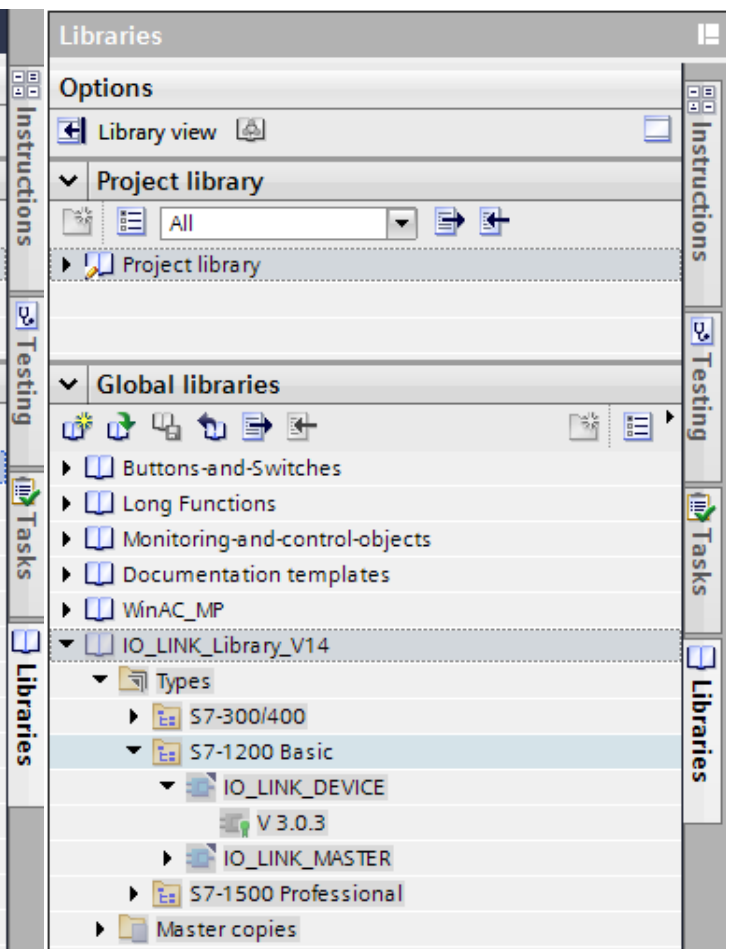 Libraries
Options
Library view
Project library
All
Project library
Global libraries
Buttons-and-Switches
Long Functions
Monitoring-and-control-objects
Documentation templates
WinAC_MP
IO_LINK_Library_V14
Types
S7-300/400
S7-1200 Basic
IO_LINK_DEVICE
V 3.0.3
IO_LINK_MASTER
S7-1500 Professional
Master copies
Instructions
Testing
Tasks
Libraries
Instructions
Testing
Tasks
Libraries